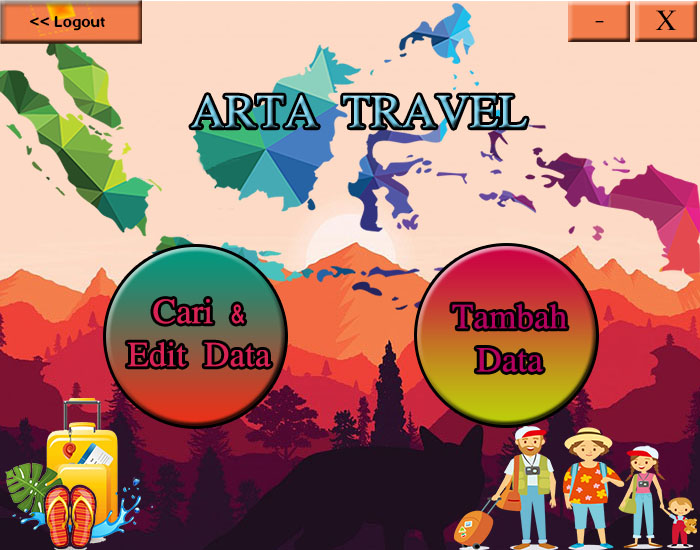 << Logout
-
X
ARTA TRAVEL
Cari &
Edit Data
Tambah
Data